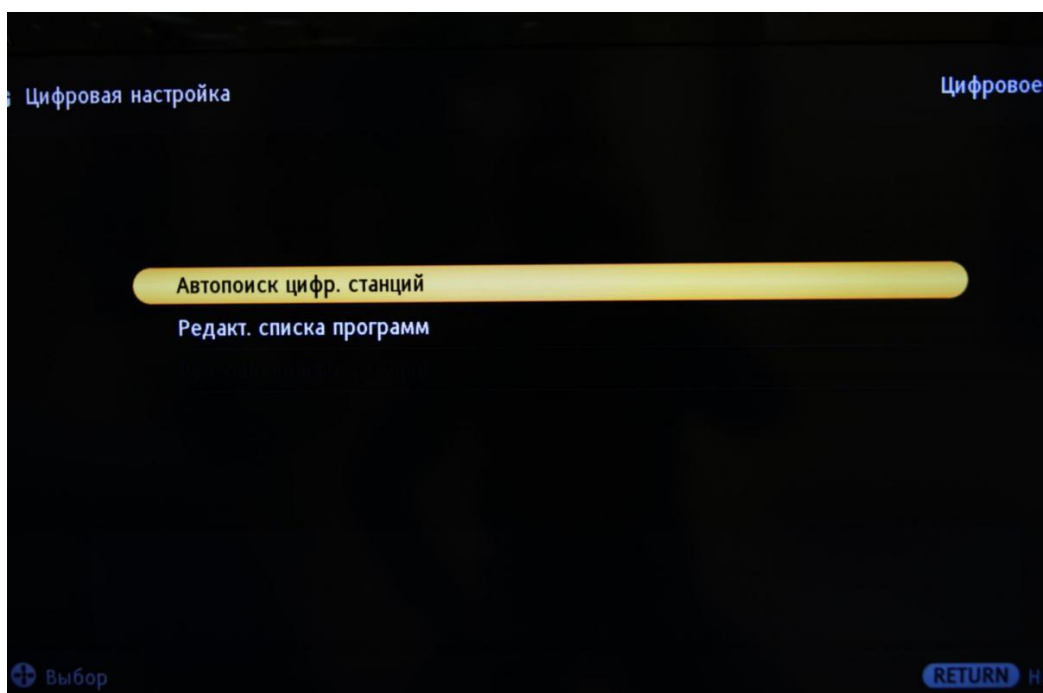 Цифровая настройка
Цифровое
Автопоиск цифр. станций
Редакт. списка программ
Выбор
RETURN